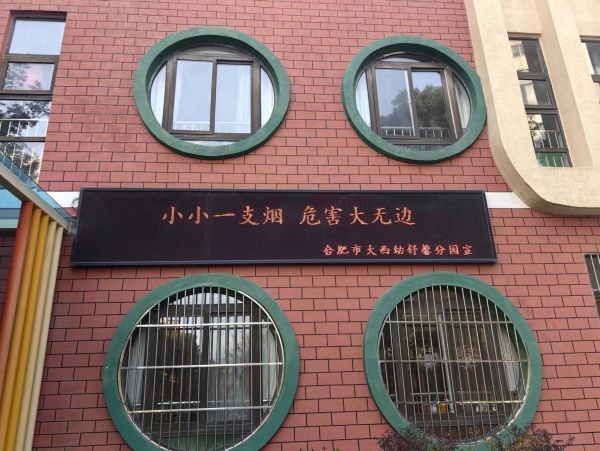 小小一支烟 危害大无边
合肥市大西幼舒馨分园宣